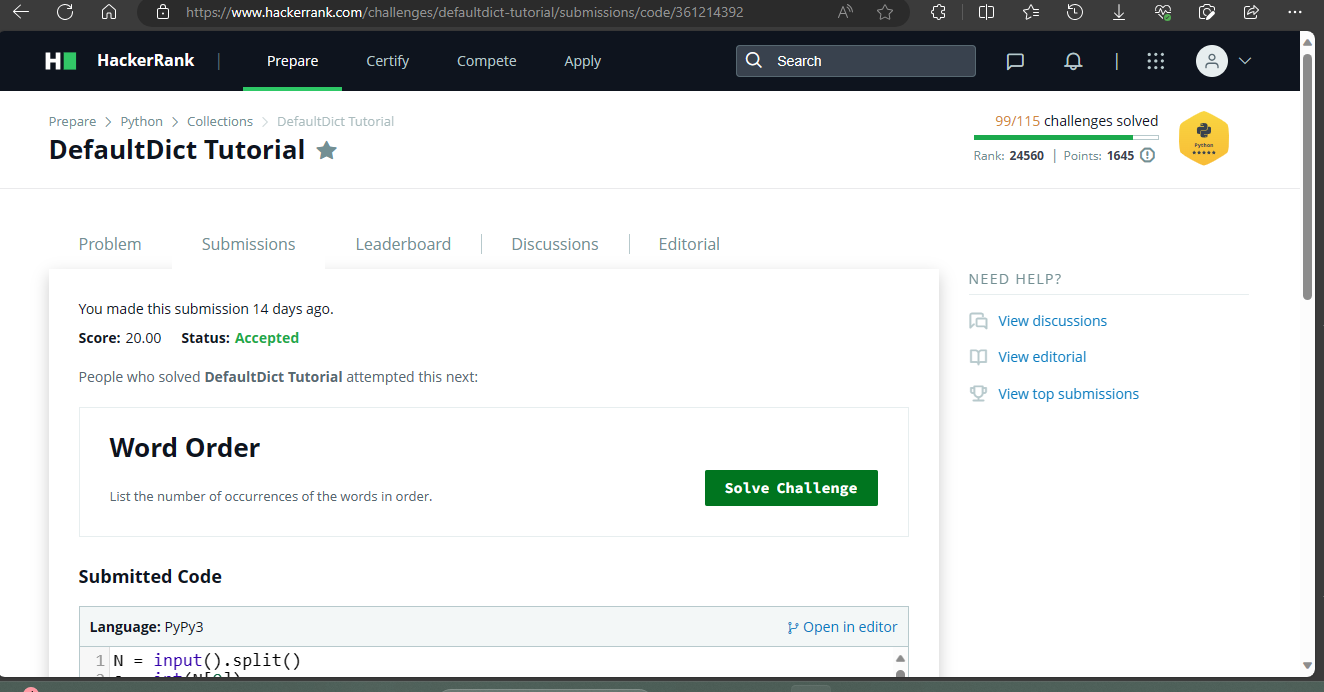 https://www.hackerrank.com/challenges/defaultdict-tutorial/submissions/code/361214392
HackerRank | Prepare Certify Compete Apply Search
Prepare > Python > Collections > DefaultDict Tutorial
DefaultDict Tutorial
99/115 challenges solved
Rank: 24560 | Points: 1645
Python
Problem Submissions Leaderboard Discussions Editorial
NEED HELP?
View discussions
View editorial
View top submissions
You made this submission 14 days ago.
Score: 20.00 Status: Accepted
People who solved DefaultDict Tutorial attempted this next:
Word Order
List the number of occurrences of the words in order.
Solve Challenge
Submitted Code
Language: PyPy3 Open in editor
1 N = input().split()